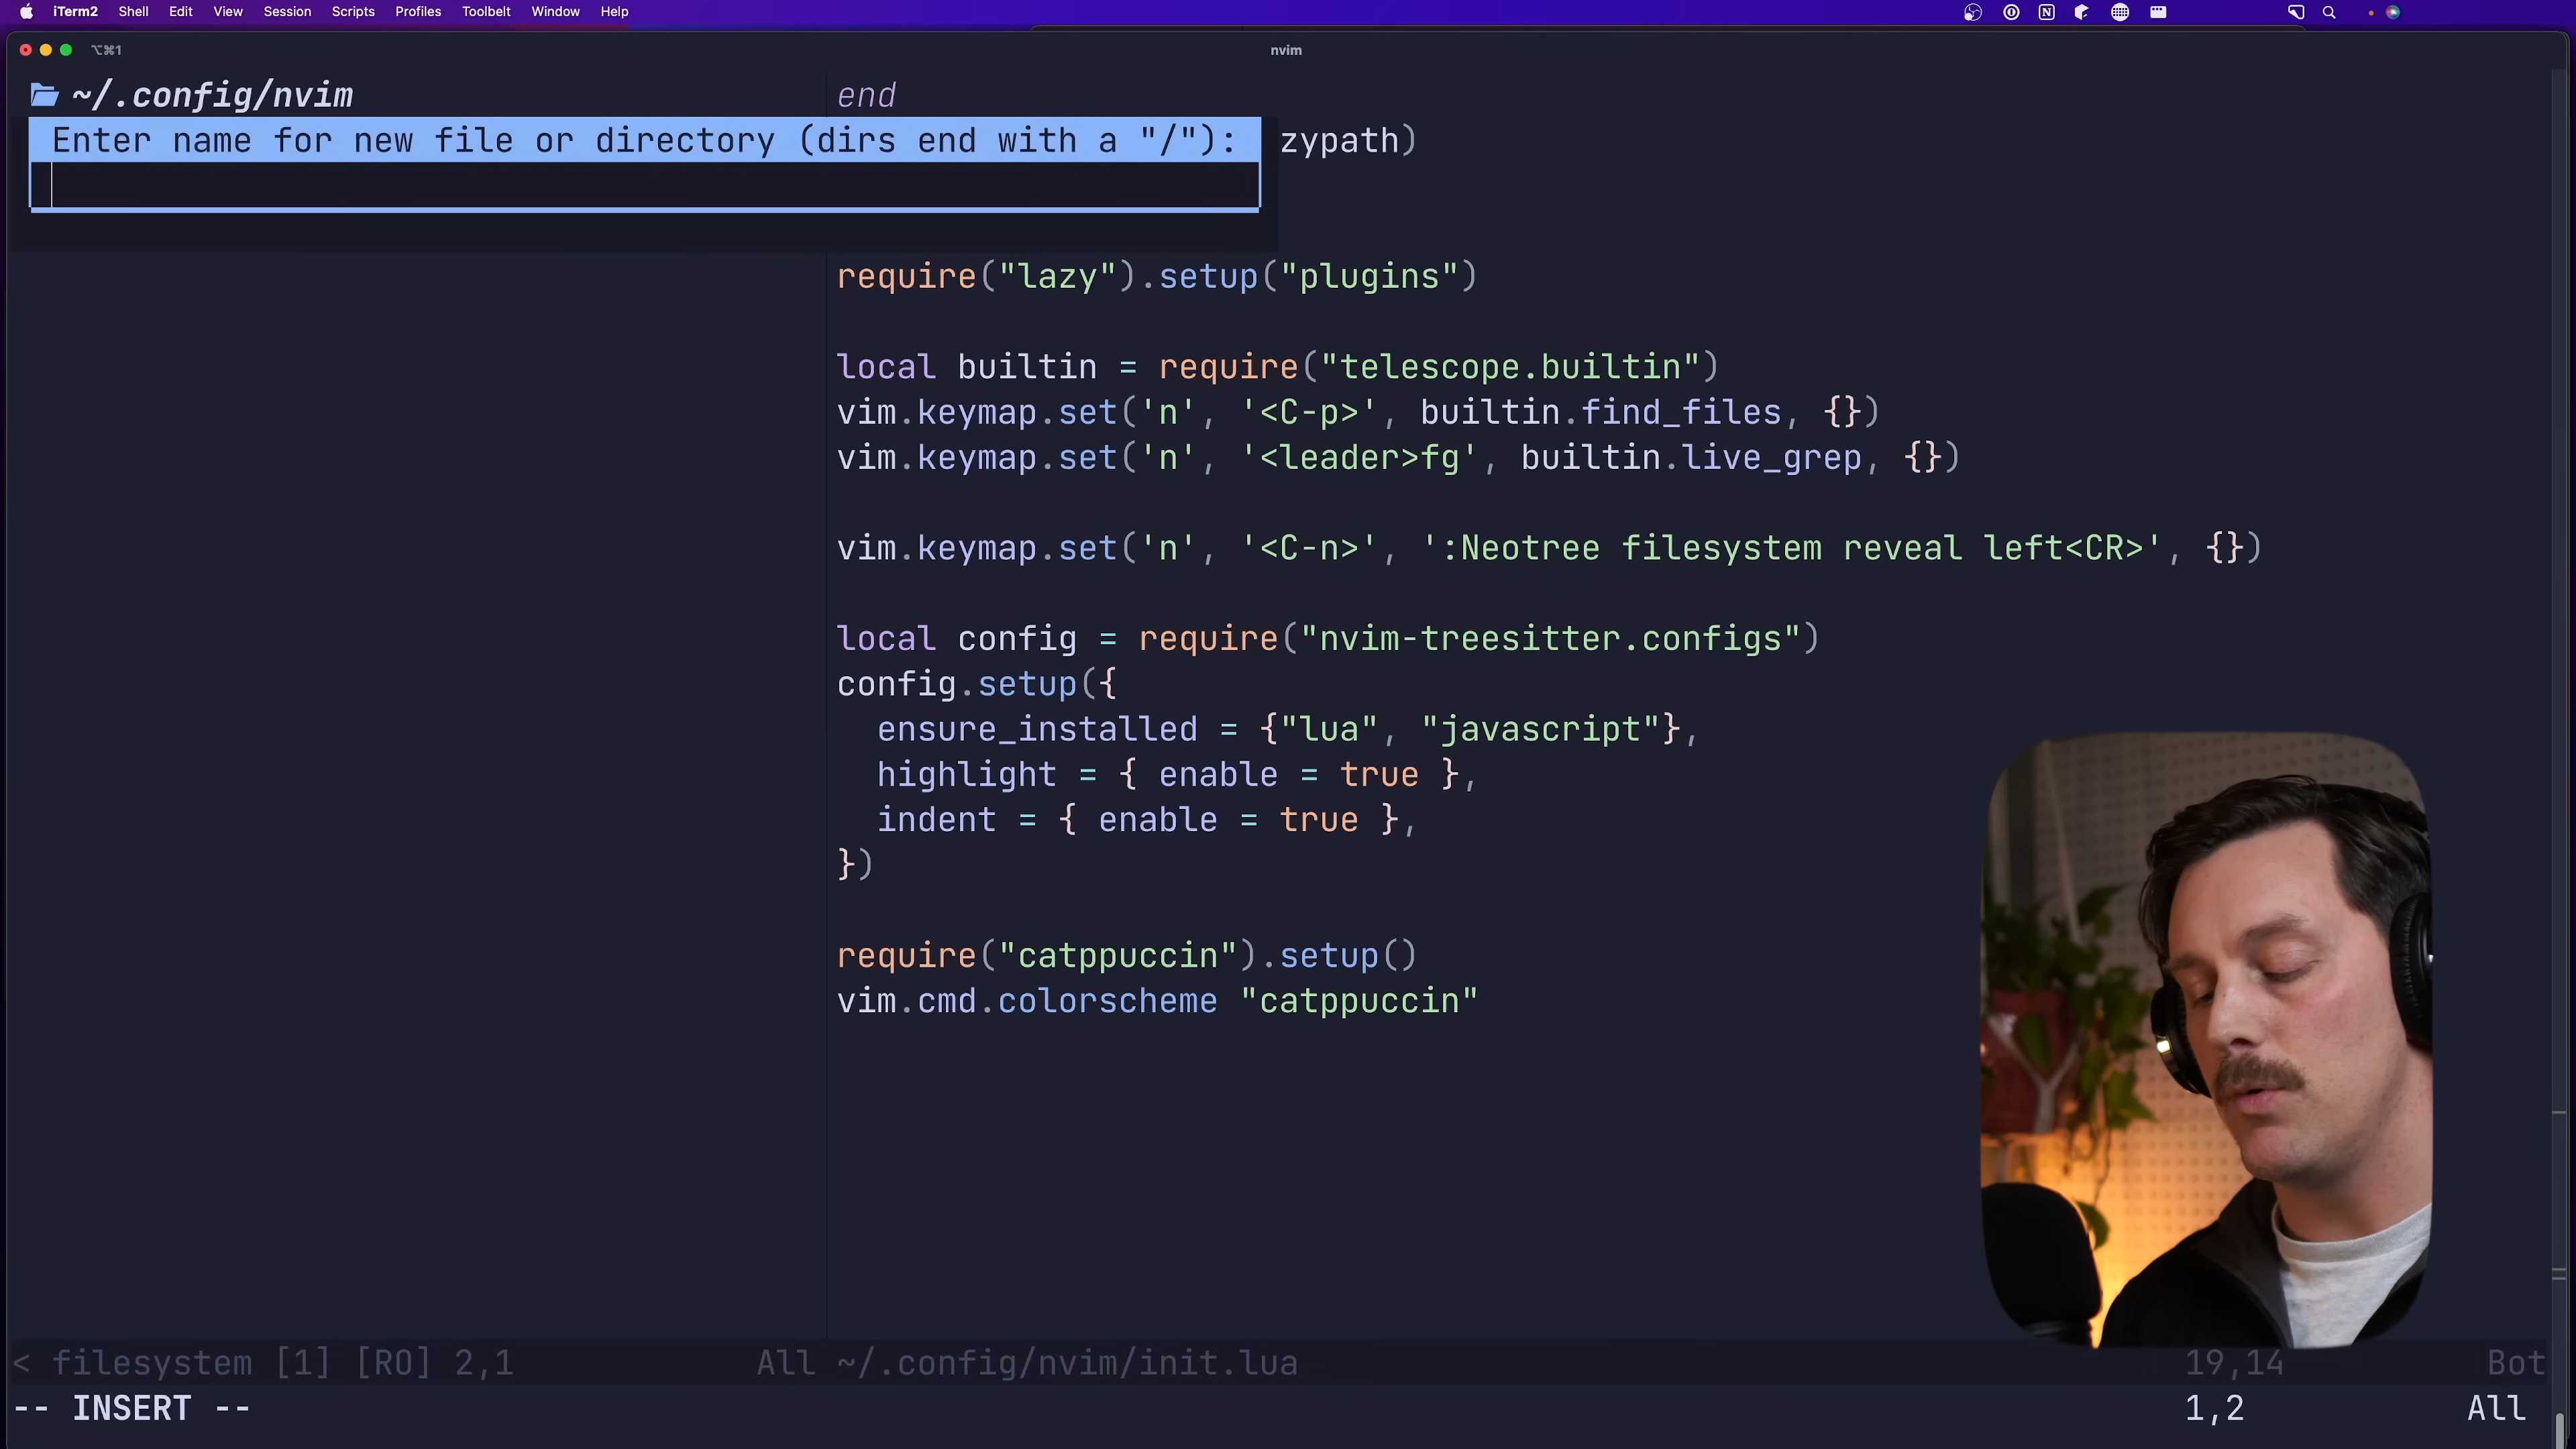 iTerm2 Shell Edit View Session Scripts Profiles Toolbelt Window Help
⌥⌘1
nvim
~/.config/nvim
end
Enter name for new file or directory (dirs end with a "/"):
zypath)
require("lazy").setup("plugins")
local builtin = require("telescope.builtin")
vim.keymap.set('n', '<C-p>', builtin.find_files, {})
vim.keymap.set('n', '<leader>fg', builtin.live_grep, {})
vim.keymap.set('n', '<C-n>', ':Neotree filesystem reveal left<CR>', {})
local config = require("nvim-treesitter.configs")
config.setup({
  ensure_installed = {"lua", "javascript"},
  highlight = { enable = true },
  indent = { enable = true },
})
require("catppuccin").setup()
vim.cmd.colorscheme "catppuccin"
< filesystem [1] [RO] 2,1 All ~/.config/nvim/init.lua 19,14 Bot
-- INSERT -- 1,2 All